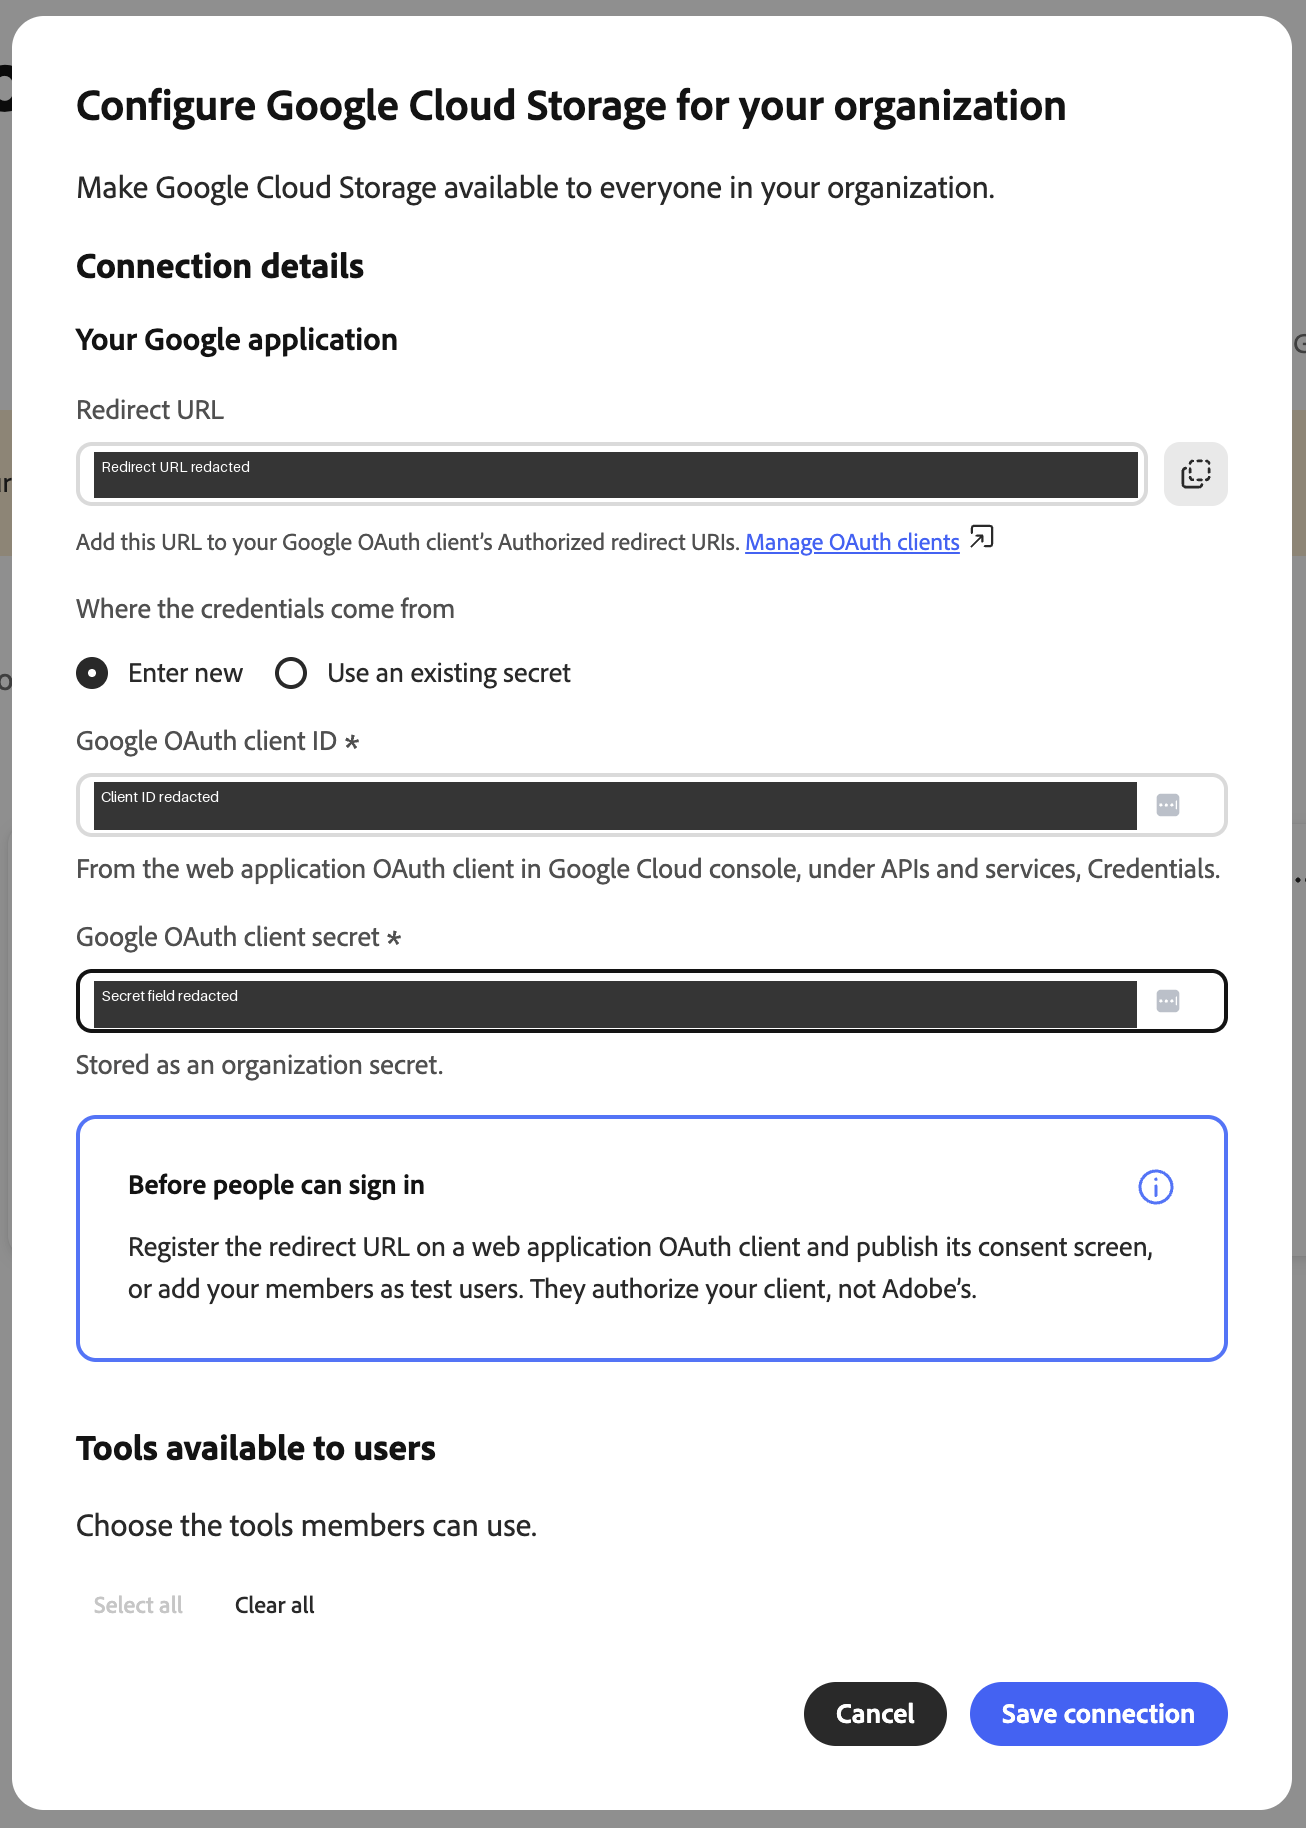 Configure Google Cloud Storage for your organization
Make Google Cloud Storage available to everyone in your organization.
Connection details
Your Google application
Redirect URL
Redirect URL redacted
Add this URL to your Google OAuth client’s Authorized redirect URIs. Manage OAuth clients
Where the credentials come from
Enter new
Use an existing secret
Google OAuth client ID *
Client ID redacted
From the web application OAuth client in Google Cloud console, under APIs and services, Credentials.
Google OAuth client secret *
Secret field redacted
Stored as an organization secret.
Before people can sign in
Register the redirect URL on a web application OAuth client and publish its consent screen,
or add your members as test users. They authorize your client, not Adobe’s.
Tools available to users
Choose the tools members can use.
Select all
Clear all
Cancel
Save connection